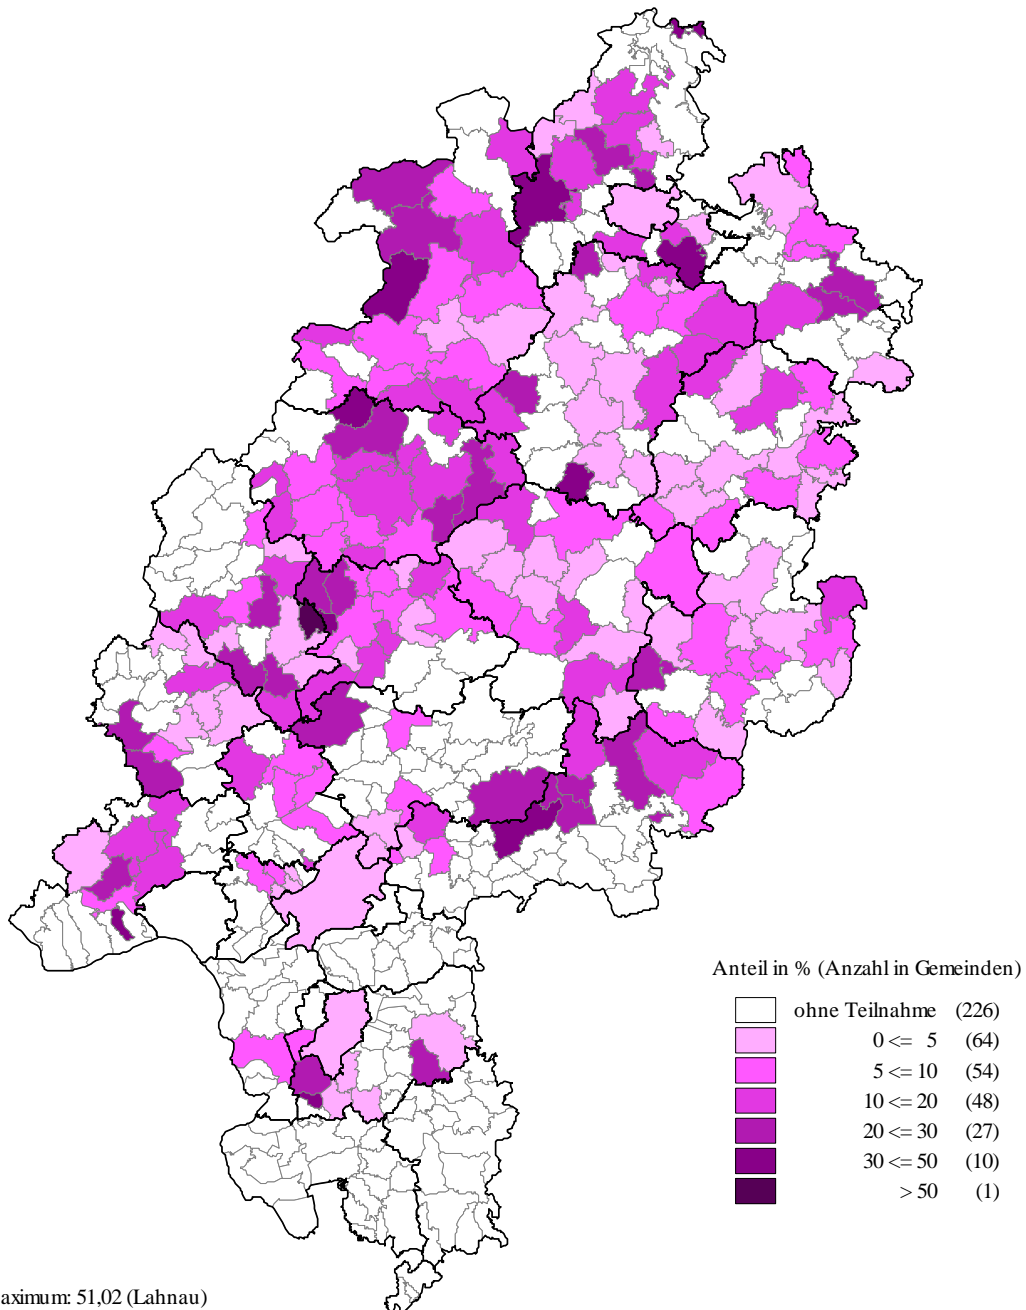 Anteil in % (Anzahl in Gemeinden)
ohne Teilnahme (226)
0 <= 5 (64)
5 <= 10 (54)
10 <= 20 (48)
20 <= 30 (27)
30 <= 50 (10)
> 50 (1)
aximum: 51,02 (Lahnau)